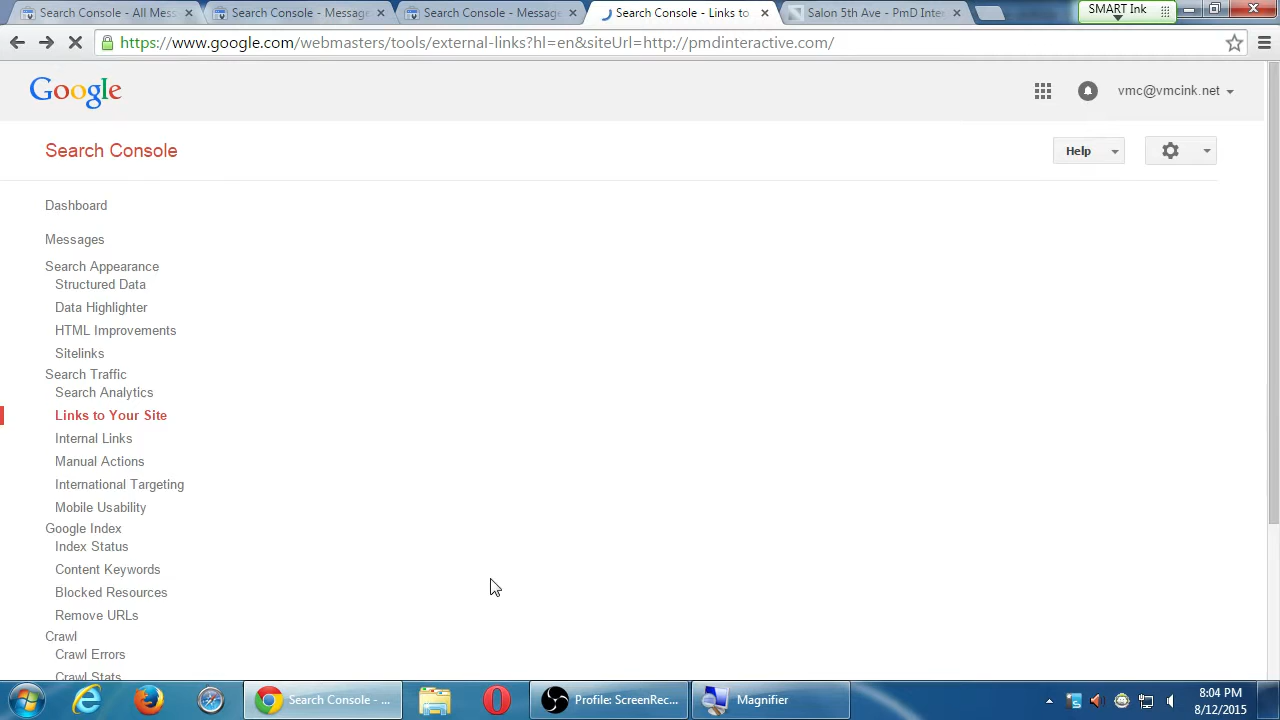 Search Console - All Mess
Search Console - Message
Search Console - Message
Search Console - Links to
Salon 5th Ave - PmD Inter
SMART Ink
https://www.google.com/webmasters/tools/external-links?hl=en&siteUrl=http://pmdinteractive.com/
Google
vmc@vmcink.net
Search Console
Help
Dashboard
Messages
Search Appearance
Structured Data
Data Highlighter
HTML Improvements
Sitelinks
Search Traffic
Search Analytics
Links to Your Site
Internal Links
Manual Actions
International Targeting
Mobile Usability
Google Index
Index Status
Content Keywords
Blocked Resources
Remove URLs
Crawl
Crawl Errors
Crawl Stats
Search Console - ...
Profile: ScreenRec...
Magnifier
8:04 PM
8/12/2015